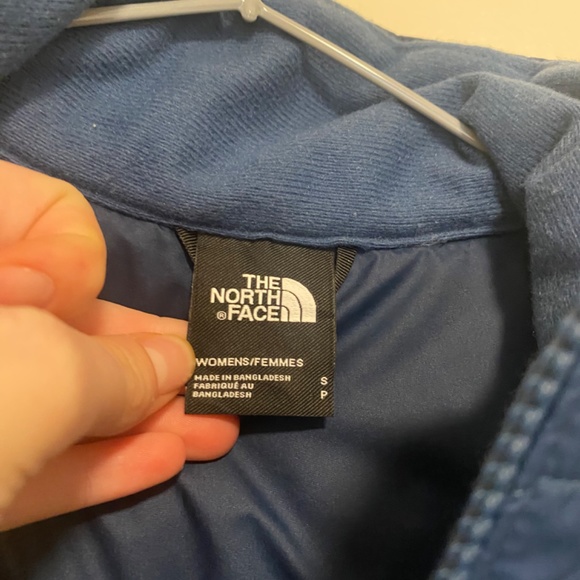 THE
NORTH
® FACE
WOMENS/FEMMES
MADE IN BANGLADESH S
FABRIQUÉ AU
BANGLADESH P